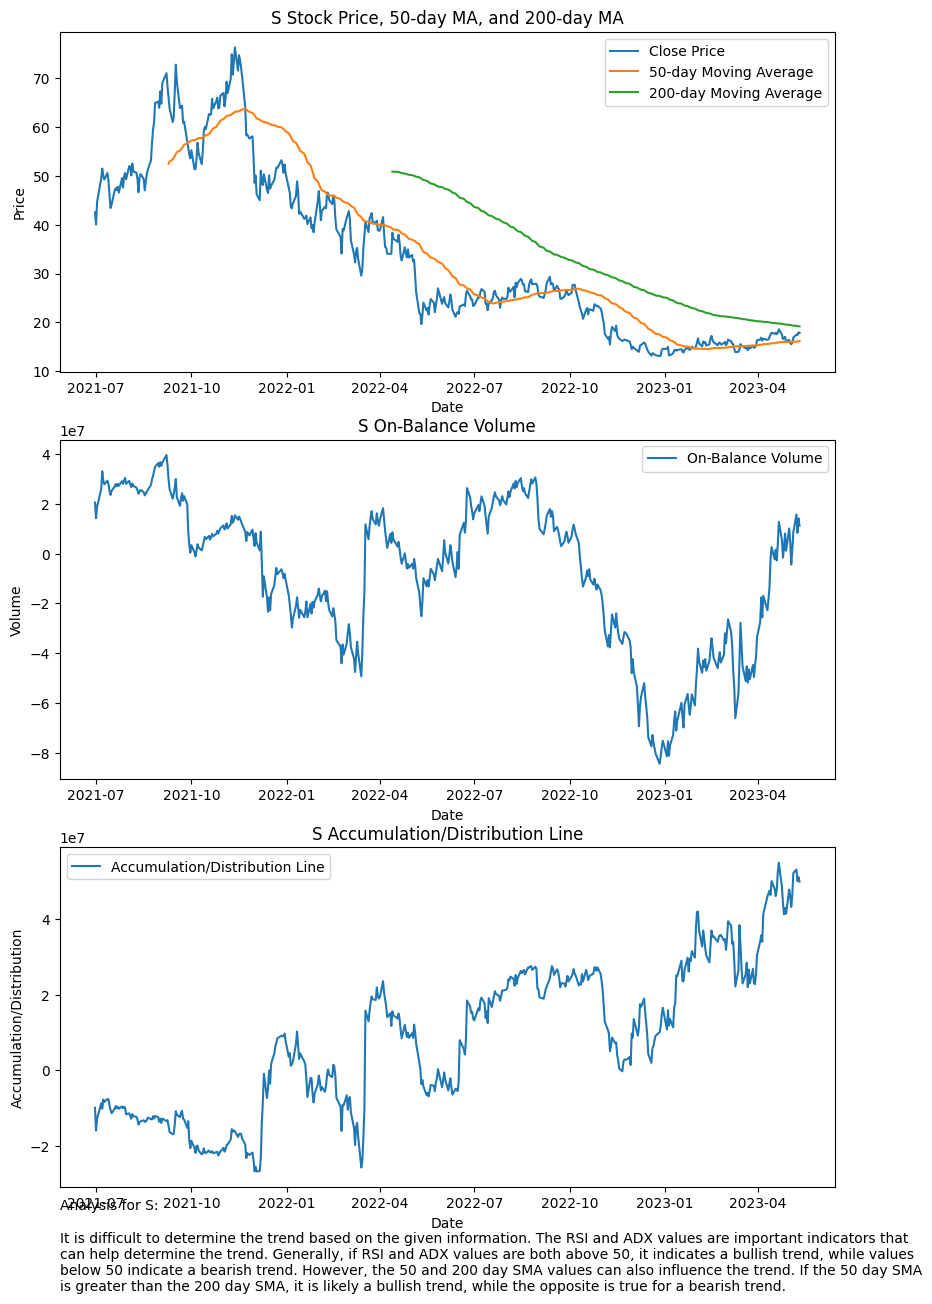 S Stock Price, 50-day MA, and 200-day MA
Close Price
50-day Moving Average
200-day Moving Average
Price
70
60
50
40
30
20
10
2021-07 2021-10 2022-01 2022-04 2022-07 2022-10 2023-01 2023-04
Date
S On-Balance Volume
1e7
On-Balance Volume
Volume
4
2
0
−2
−4
−6
−8
2021-07 2021-10 2022-01 2022-04 2022-07 2022-10 2023-01 2023-04
Date
S Accumulation/Distribution Line
1e7
Accumulation/Distribution Line
Accumulation/Distribution
4
2
0
−2
2021-07 2021-10 2022-01 2022-04 2022-07 2022-10 2023-01 2023-04
Date
Analysis for S:
It is difficult to determine the trend based on the given information. The RSI and ADX values are important indicators that
can help determine the trend. Generally, if RSI and ADX values are both above 50, it indicates a bullish trend, while values
below 50 indicate a bearish trend. However, the 50 and 200 day SMA values can also influence the trend. If the 50 day SMA
is greater than the 200 day SMA, it is likely a bullish trend, while the opposite is true for a bearish trend.